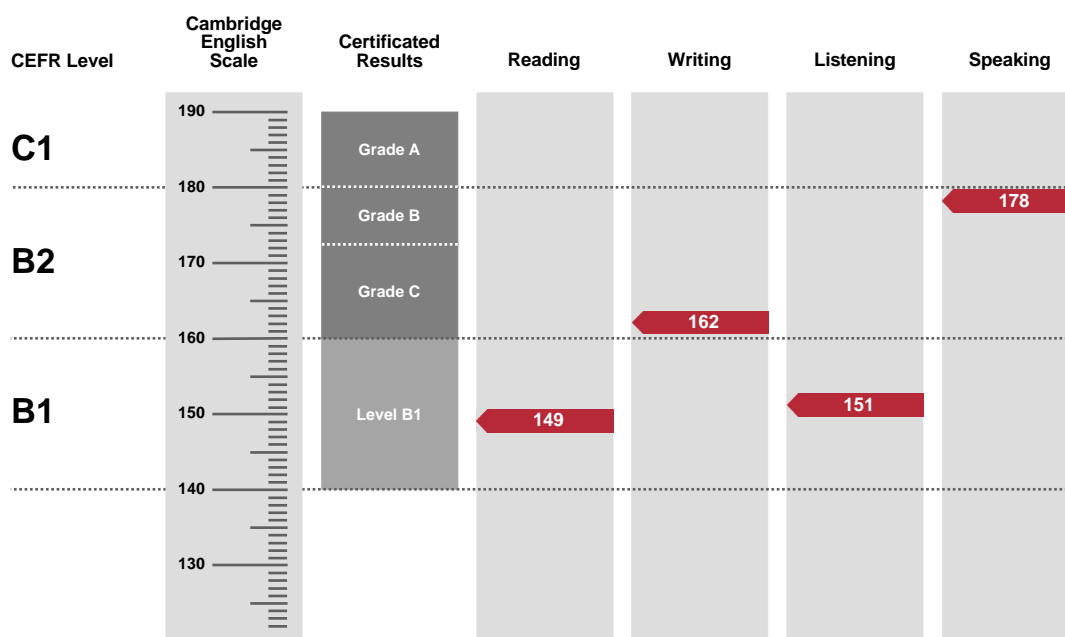 CEFR Level
Cambridge
English
Scale
Certificated
Results
Reading
Writing
Listening
Speaking
190
C1
Grade A
180
178
Grade B
B2
170
Grade C
162
160
B1
150
Level B1
149
151
140
130